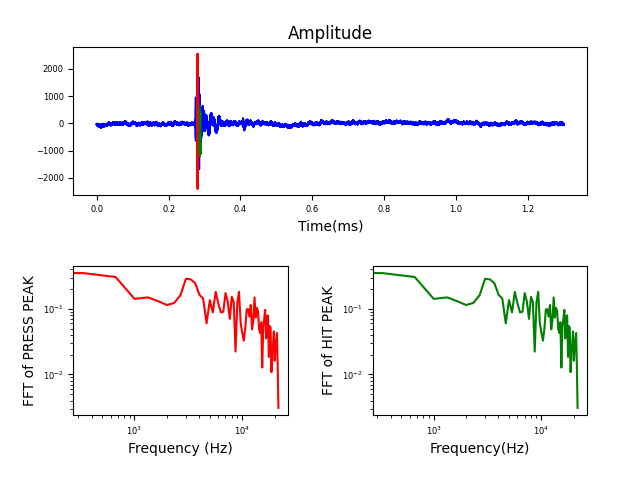 Amplitude
2000
1000
0
−1000
−2000
0.0 0.2 0.4 0.6 0.8 1.0 1.2
Time(ms)
FFT of PRESS PEAK
10⁻¹
10⁻²
10³ 10⁴
Frequency (Hz)
FFT of HIT PEAK
10⁻¹
10⁻²
10³ 10⁴
Frequency(Hz)